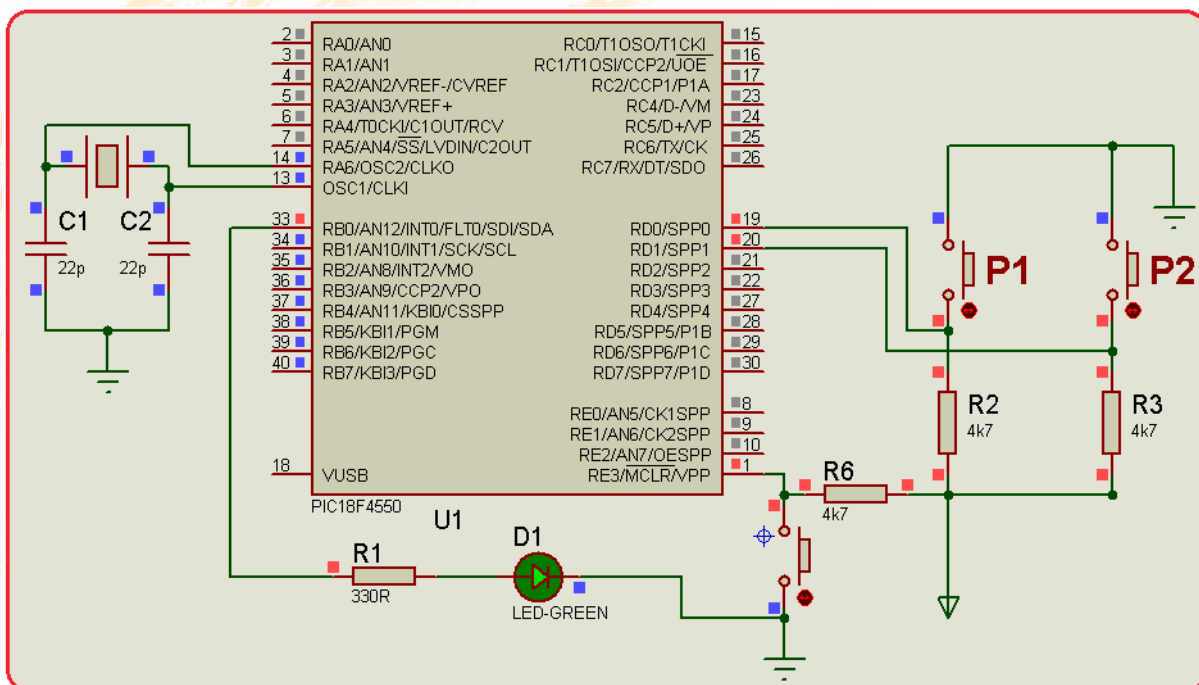 2 RA0/AN0
3 RA1/AN1
4 RA2/AN2/VREF-/CVREF
5 RA3/AN3/VREF+
6 RA4/T0CKI/C1OUT/RCV
7 RA5/AN4/SS/LVDIN/C2OUT
14 RA6/OSC2/CLKO
13 OSC1/CLKI
33 RB0/AN12/INT0/FLT0/SDI/SDA
34 RB1/AN10/INT1/SCK/SCL
35 RB2/AN8/INT2/VMO
36 RB3/AN9/CCP2/VPO
37 RB4/AN11/KBI0/CSSPP
38 RB5/KBI1/PGM
39 RB6/KBI2/PGC
40 RB7/KBI3/PGD
18 VUSB
RC0/T1OSO/T1CKI 15
RC1/T1OSI/CCP2/UOE 16
RC2/CCP1/P1A 17
RC4/D-/VM 23
RC5/D+/VP 24
RC6/TX/CK 25
RC7/RX/DT/SDO 26
RD0/SPP0 19
RD1/SPP1 20
RD2/SPP2 21
RD3/SPP3 22
RD4/SPP4 27
RD5/SPP5/P1B 28
RD6/SPP6/P1C 29
RD7/SPP7/P1D 30
RE0/AN5/CK1SPP 8
RE1/AN6/CK2SPP 9
RE2/AN7/OESPP 10
RE3/MCLR/VPP 1
PIC18F4550
U1
C1
22p
C2
22p
R1
330R
D1
LED-GREEN
R6
4k7
P1
P2
R2
4k7
R3
4k7